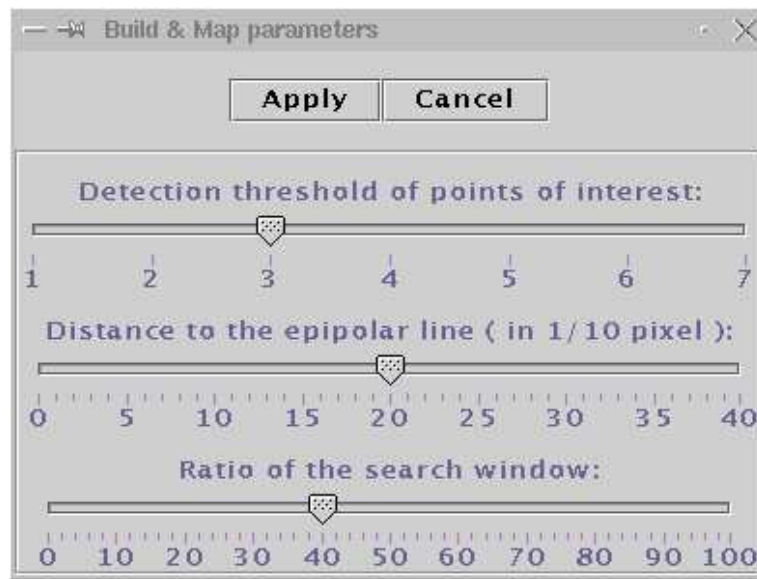 Build & Map parameters
Apply Cancel
Detection threshold of points of interest:
1 2 3 4 5 6 7
Distance to the epipolar line ( in 1/10 pixel ):
0 5 10 15 20 25 30 35 40
Ratio of the search window:
0 10 20 30 40 50 60 70 80 90 100